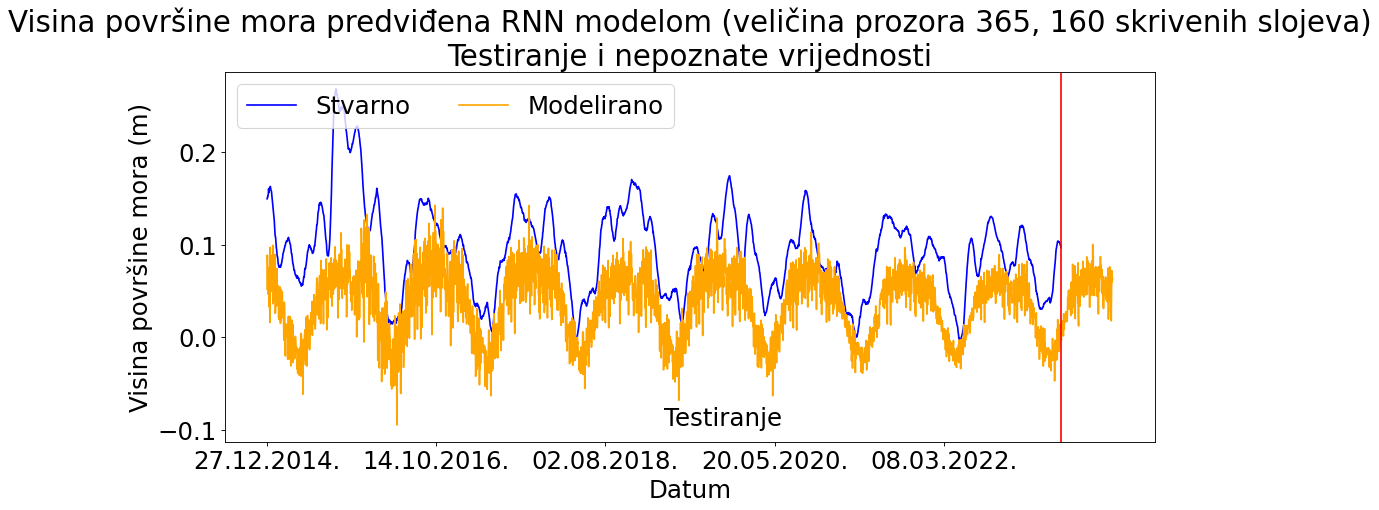 Visina površine mora predviđena RNN modelom (veličina prozora 365, 160 skrivenih slojeva)
Testiranje i nepoznate vrijednosti
Stvarno
Modelirano
Visina površine mora (m)
0.2
0.1
0.0
−0.1
Testiranje
27.12.2014.
14.10.2016.
02.08.2018.
20.05.2020.
08.03.2022.
Datum